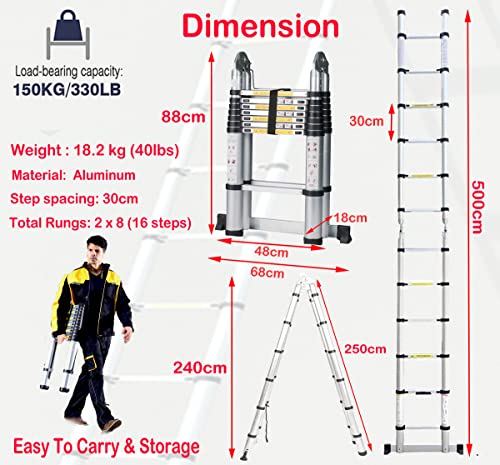 Dimension
Load-bearing capacity:
150KG/330LB
88cm
30cm
Weight : 18.2 kg (40lbs)
Material: Aluminum
Step spacing: 30cm
Total Rungs: 2 x 8 (16 steps)
18cm
48cm
68cm
500cm
240cm
250cm
Easy To Carry & Storage